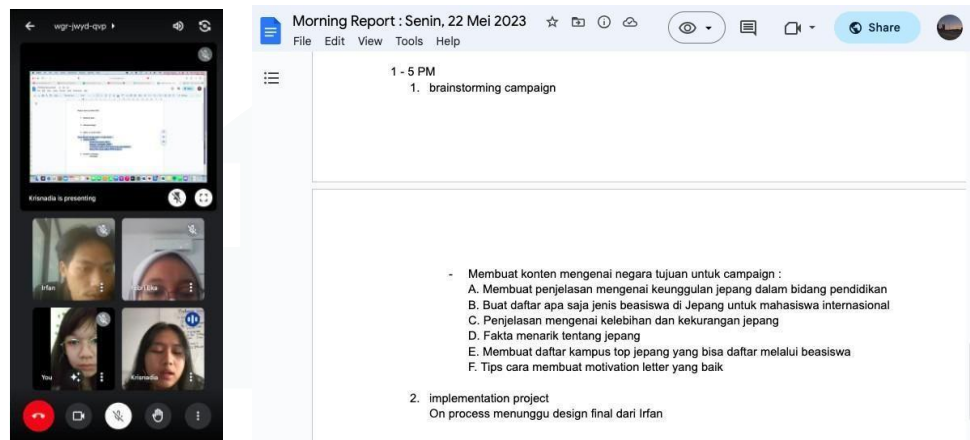 wgr-jwyd-qvp
Krisnadia is presenting
Irfan
You
Krisnadia
Morning Report : Senin, 22 Mei 2023
File Edit View Tools Help
Share
1 - 5 PM
1. brainstorming campaign
- Membuat konten mengenai negara tujuan untuk campaign :
A. Membuat penjelasan mengenai keunggulan jepang dalam bidang pendidikan
B. Buat daftar apa saja jenis beasiswa di Jepang untuk mahasiswa internasional
C. Penjelasan mengenai kelebihan dan kekurangan jepang
D. Fakta menarik tentang jepang
E. Membuat daftar kampus top jepang yang bisa daftar melalui beasiswa
F. Tips cara membuat motivation letter yang baik
2. implementation project
On process menunggu design final dari Irfan